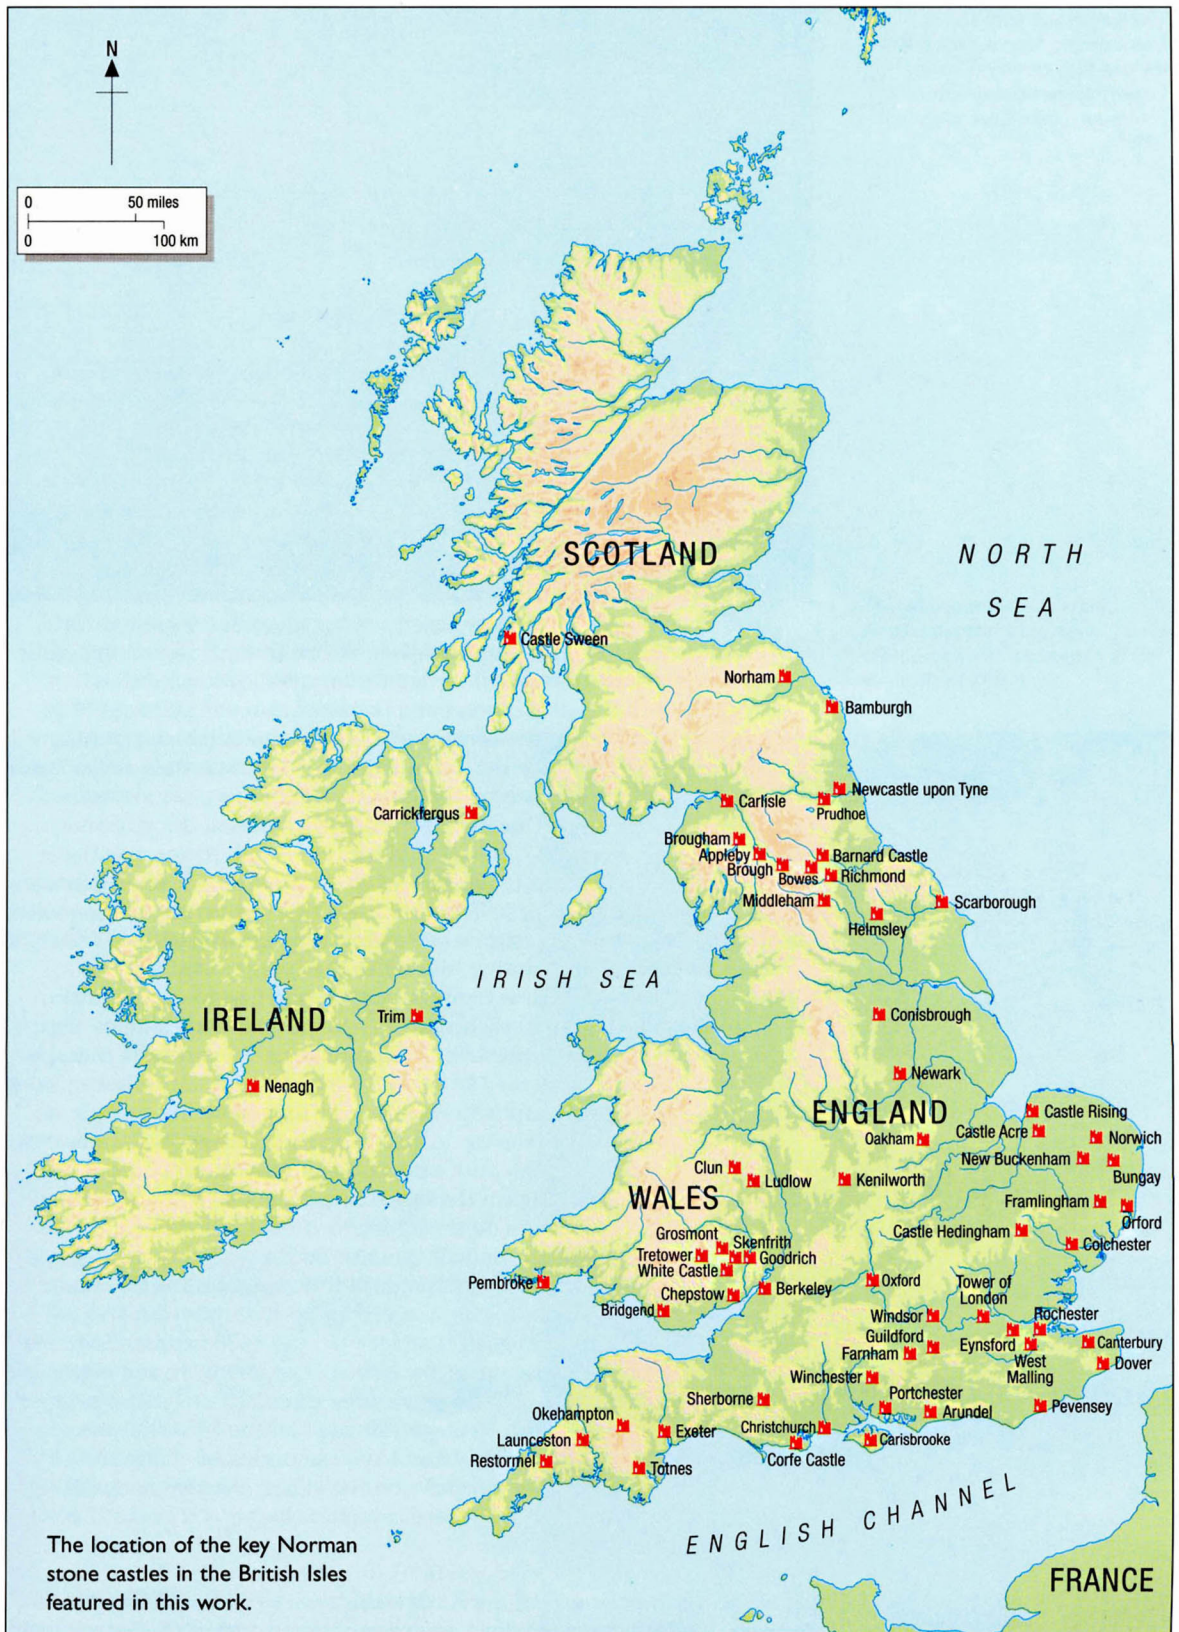 N
0 50 miles
0 100 km
SCOTLAND
NORTH
SEA
Castle Sween
Norham
Bamburgh
Newcastle upon Tyne
Carlisle
Prudhoe
Carrickfergus
Brougham
Appleby
Barnard Castle
Brough
Bowes
Richmond
Middleham
Scarborough
Helmsley
IRISH SEA
IRELAND
Trim
Conisbrough
Nenagh
Newark
ENGLAND
Castle Rising
Castle Acre
Norwich
Oakham
New Buckenham
Bungay
Clun
Ludlow
Kenilworth
WALES
Framlingham
Orford
Grosmont
Skenfrith
Castle Hedingham
Colchester
Tretower
Goodrich
White Castle
Pembroke
Chepstow
Berkeley
Oxford
Tower of
London
Bridgend
Windsor
Rochester
Guildford
Eynsford
Canterbury
Farnham
West
Malling
Dover
Winchester
Sherborne
Portchester
Arundel
Pevensey
Okehampton
Exeter
Christchurch
Launceston
Carisbrooke
Restormel
Totnes
Corfe Castle
ENGLISH CHANNEL
The location of the key Norman
stone castles in the British Isles
featured in this work.
FRANCE